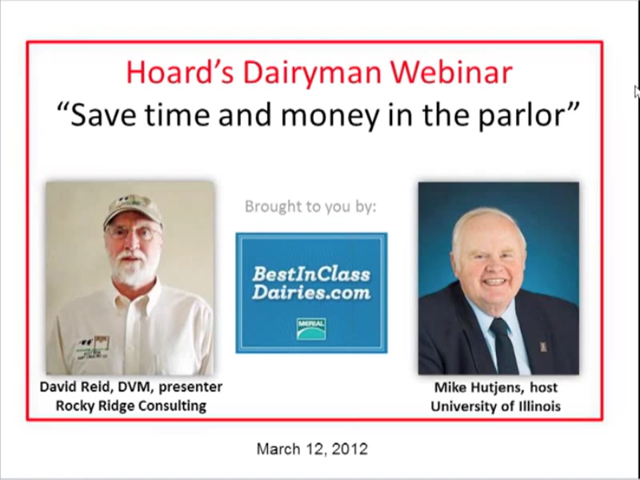 Hoard's Dairyman Webinar
“Save time and money in the parlor”
Brought to you by:
BestInClass
Dairies.com
MERIAL
David Reid, DVM, presenter
Rocky Ridge Consulting
Mike Hutjens, host
University of Illinois
March 12, 2012